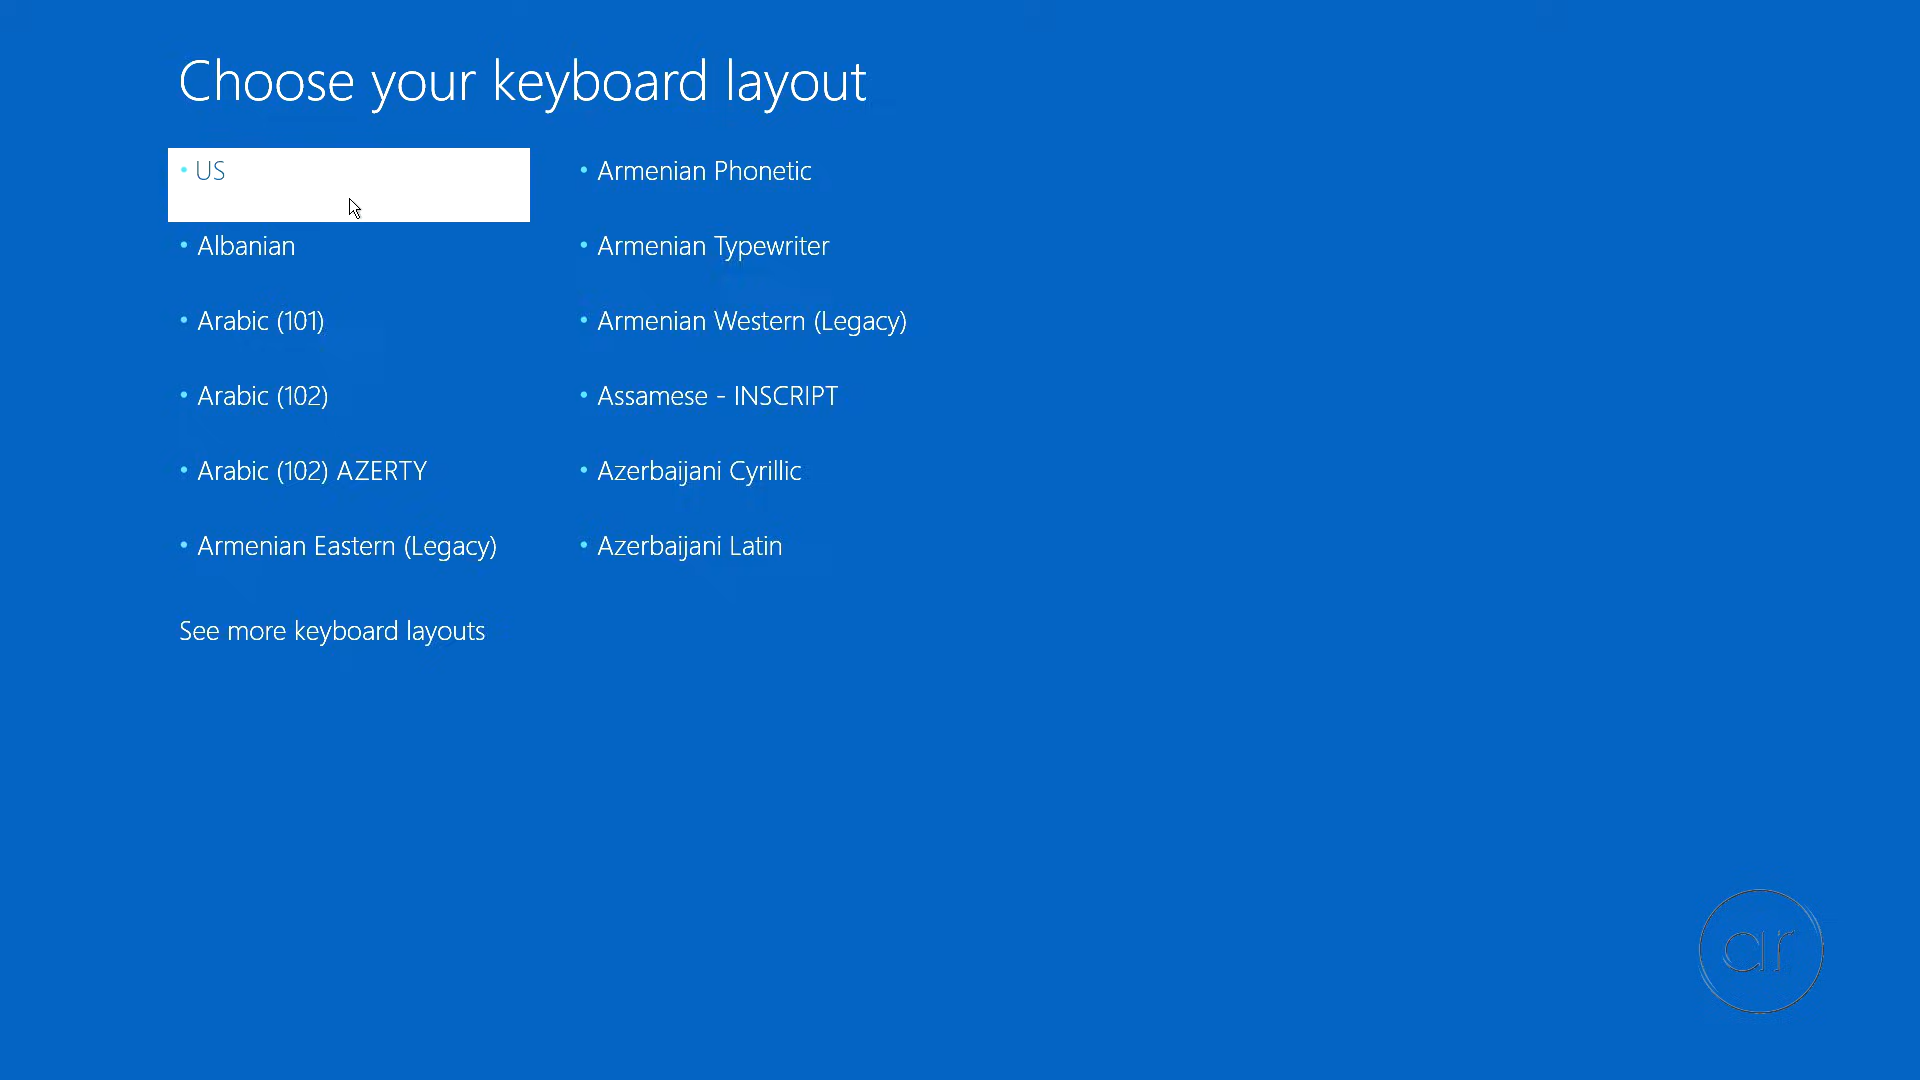 Choose your keyboard layout
• US
• Albanian
• Arabic (101)
• Arabic (102)
• Arabic (102) AZERTY
• Armenian Eastern (Legacy)
• Armenian Phonetic
• Armenian Typewriter
• Armenian Western (Legacy)
• Assamese - INSCRIPT
• Azerbaijani Cyrillic
• Azerbaijani Latin
See more keyboard layouts
ar